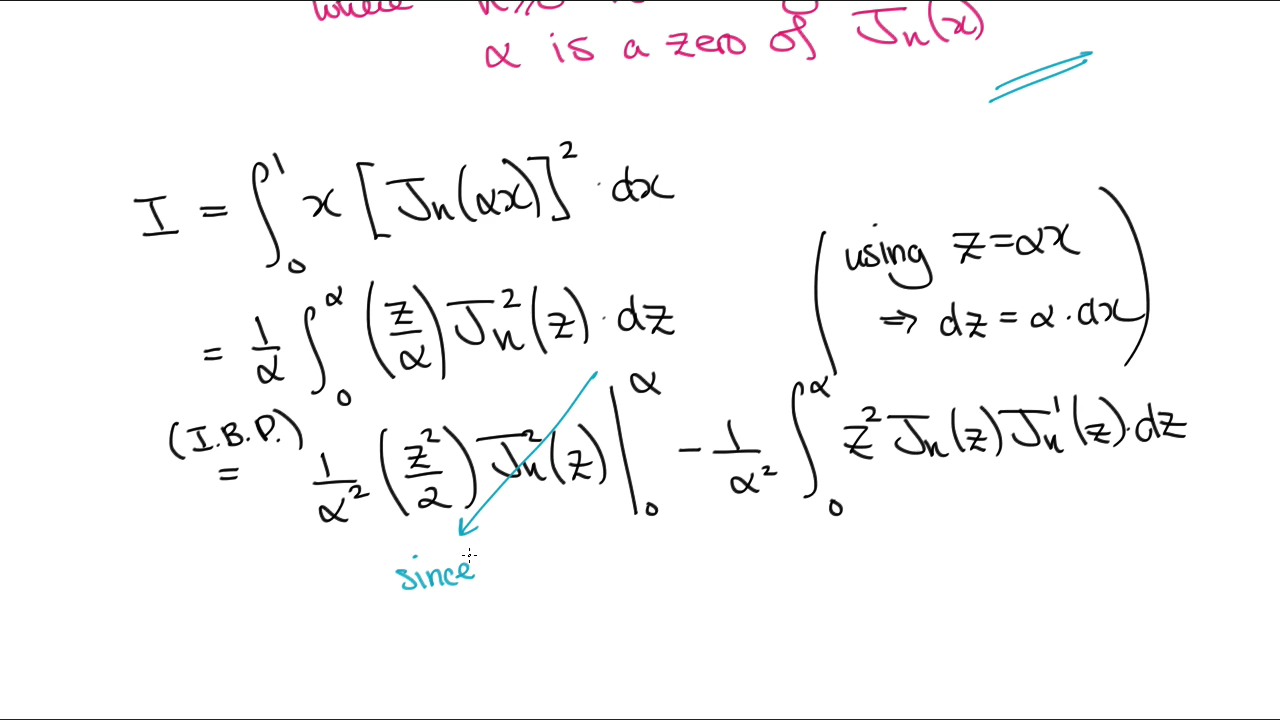 where n
α is a zero of Jₙ(x)
I = ∫₀¹ x [Jₙ(αx)]² · dx
(using z = αx
= 1/α ∫₀^α (z/α) Jₙ²(z) · dz
⇒ dz = α · dx)
(I.B.P.)
= 1/α² (z²/2) Jₙ²(z) |₀^α − 1/α² ∫₀^α z² Jₙ(z) Jₙ'(z) · dz
since